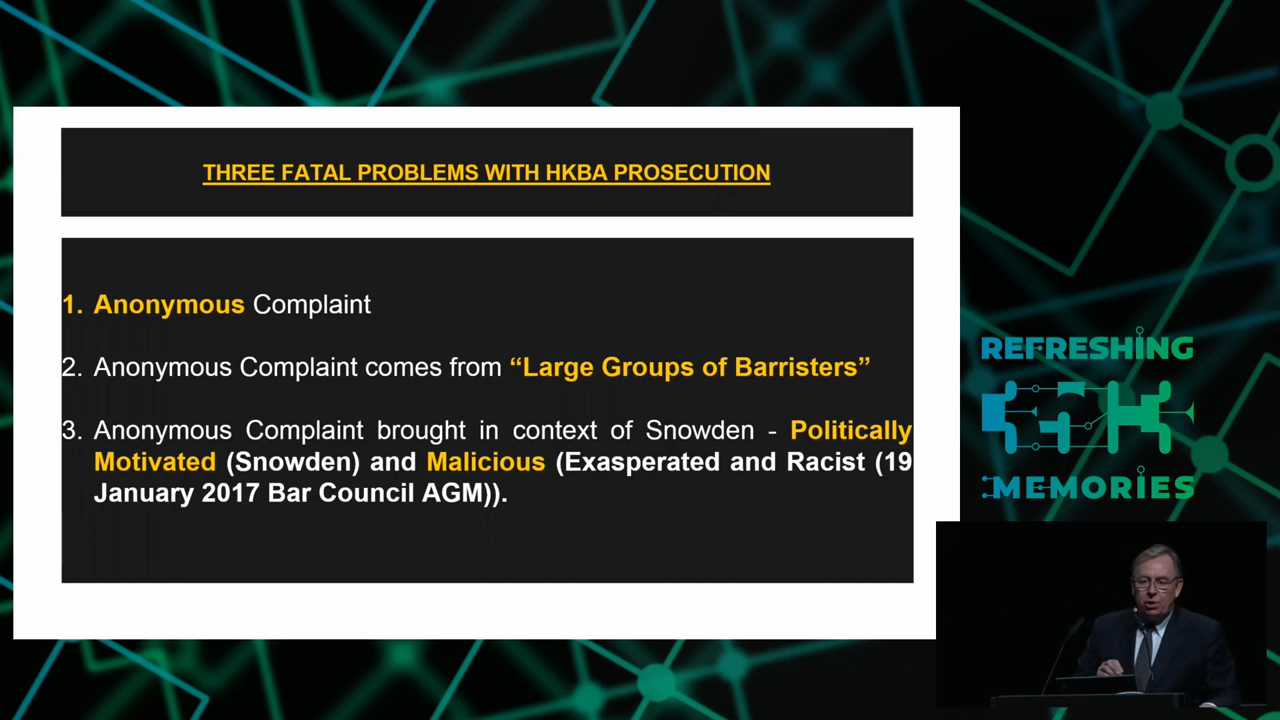 THREE FATAL PROBLEMS WITH HKBA PROSECUTION
1. Anonymous Complaint
2. Anonymous Complaint comes from “Large Groups of Barristers”
3. Anonymous Complaint brought in context of Snowden - Politically
Motivated (Snowden) and Malicious (Exasperated and Racist (19
January 2017 Bar Council AGM)).
REFRESHING
MEMORIES